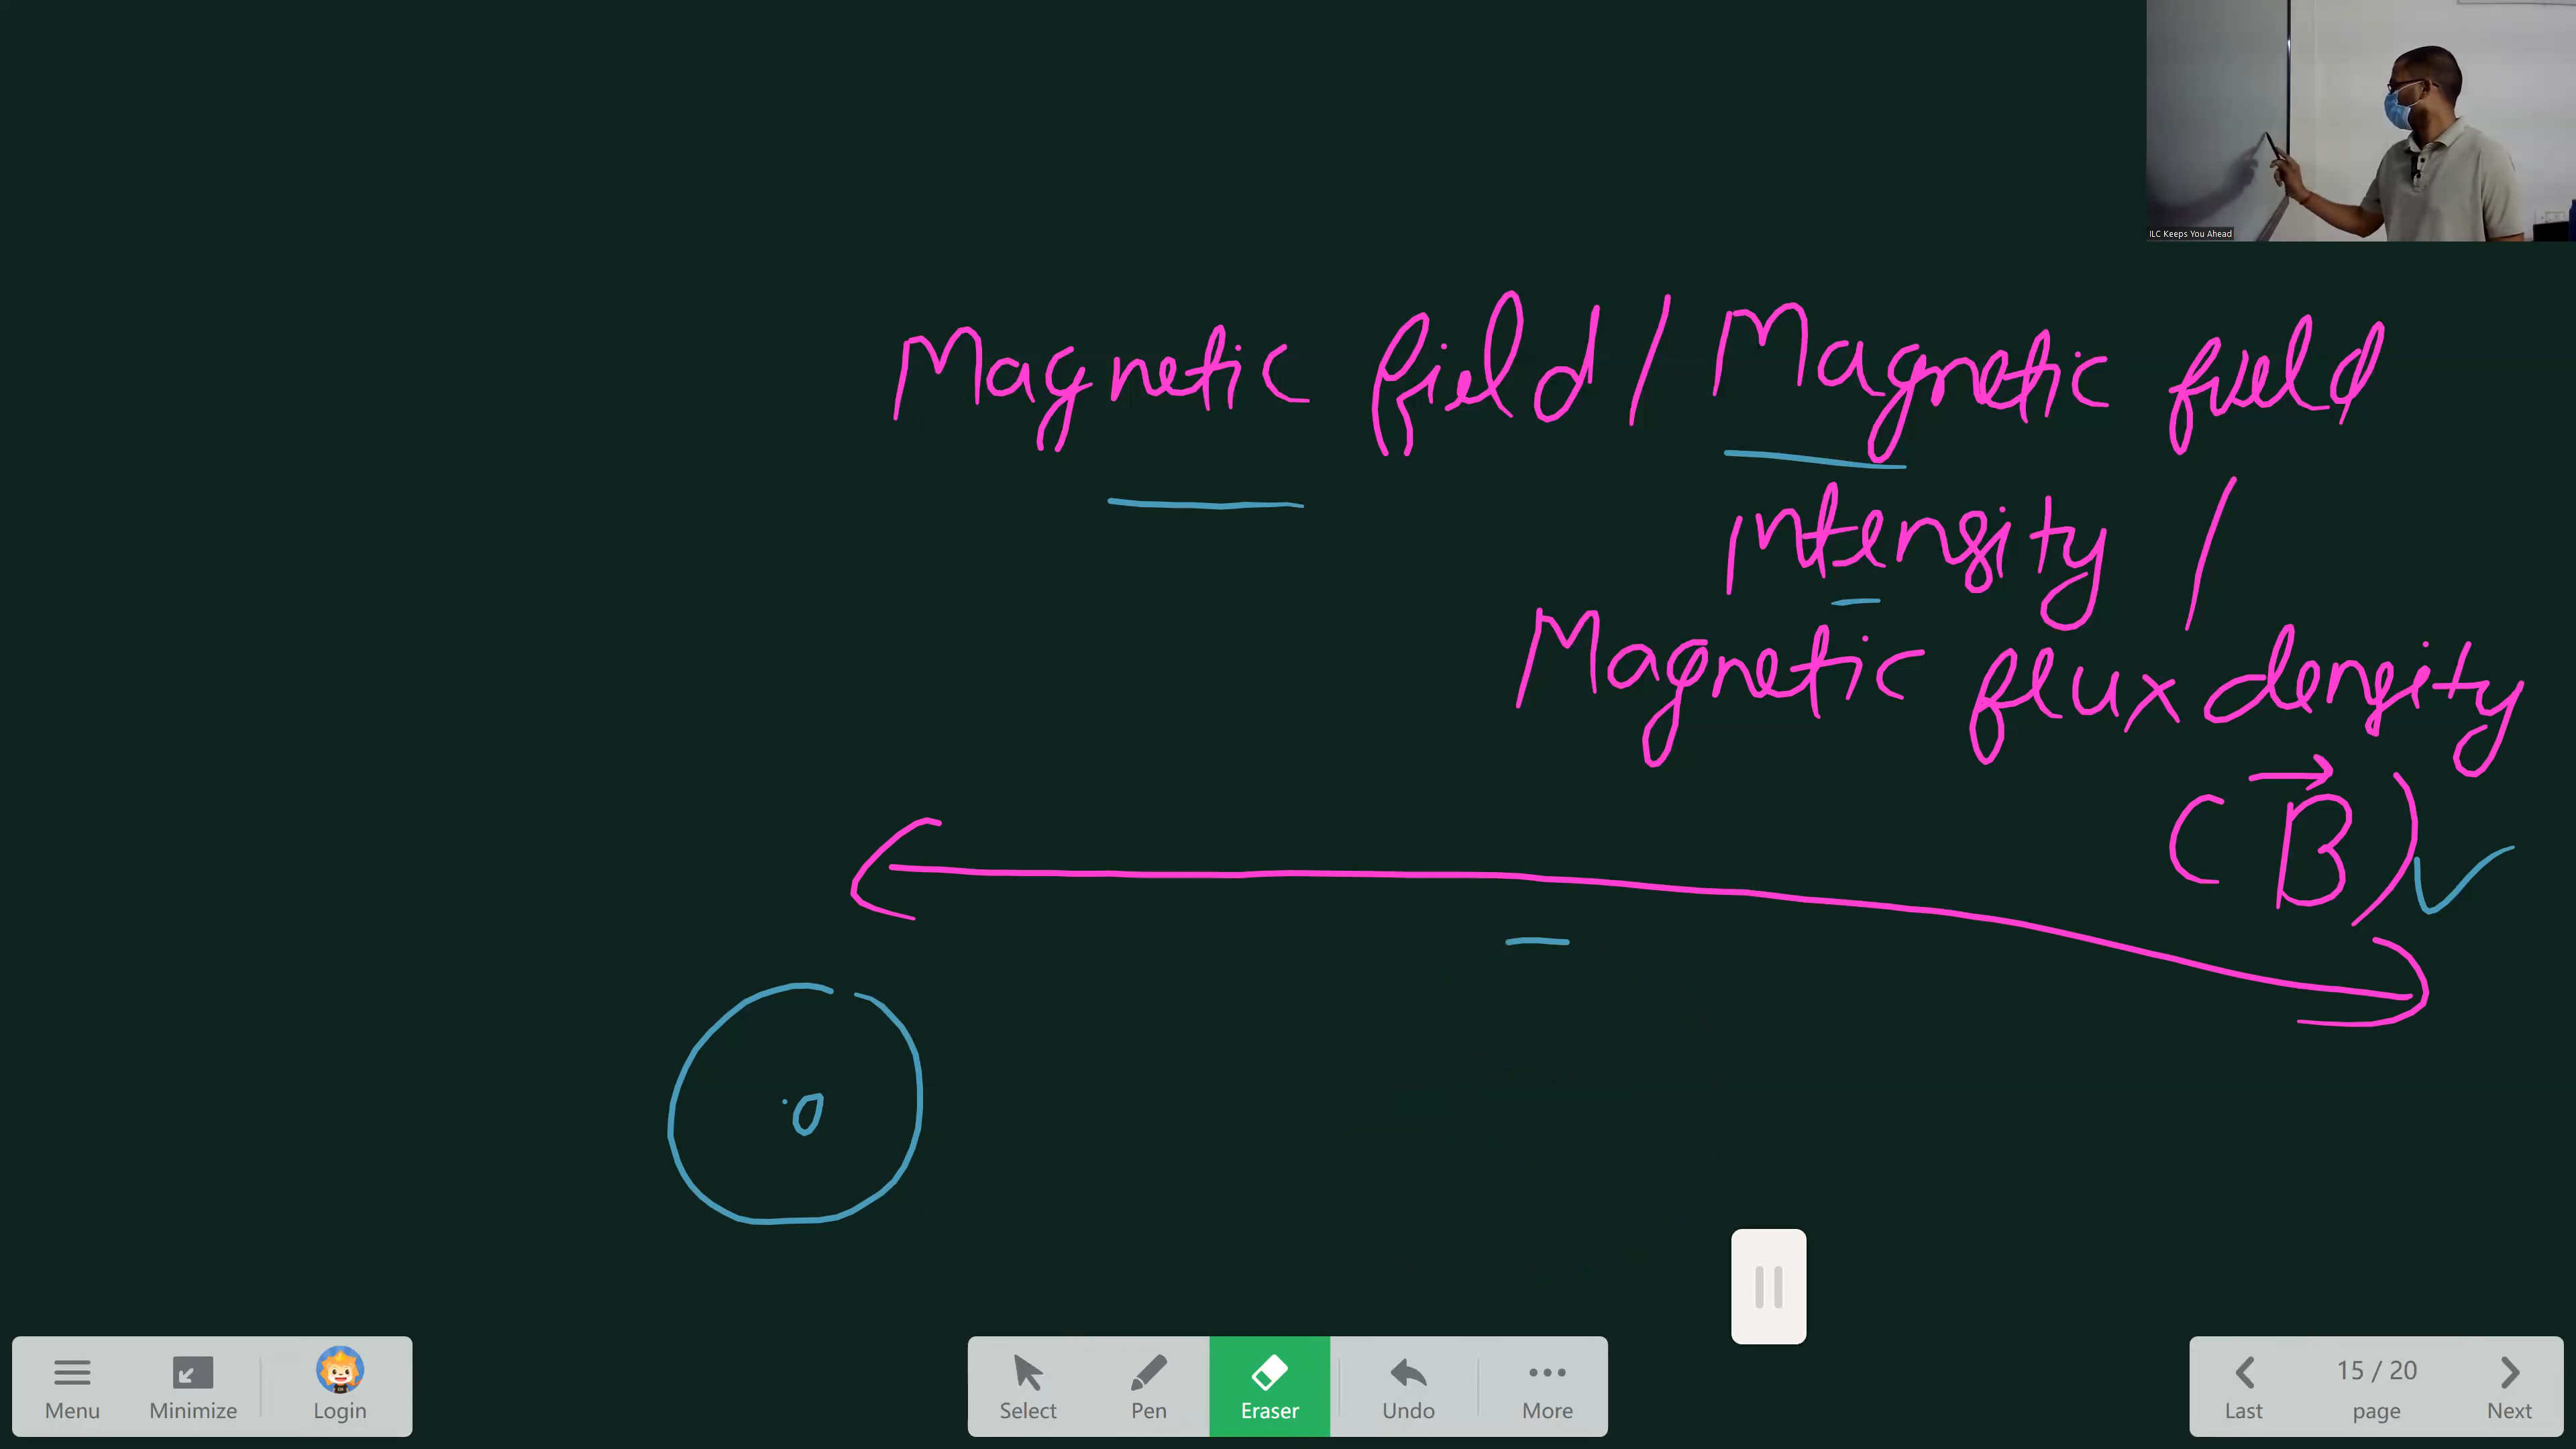 ILC Keeps You Ahead
Magnetic field / Magnetic field
intensity /
Magnetic flux density
(B)
o
Menu
Minimize
Login
Select
Pen
Eraser
Undo
More
Last
15 / 20
page
Next